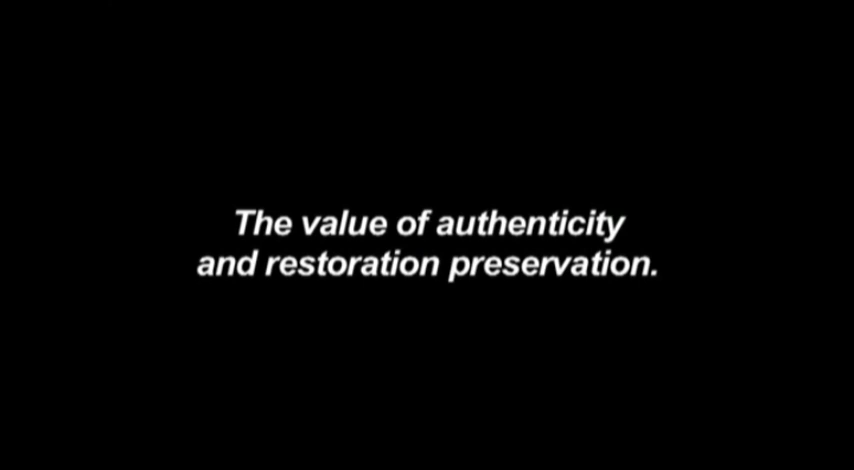 The value of authenticity
and restoration preservation.